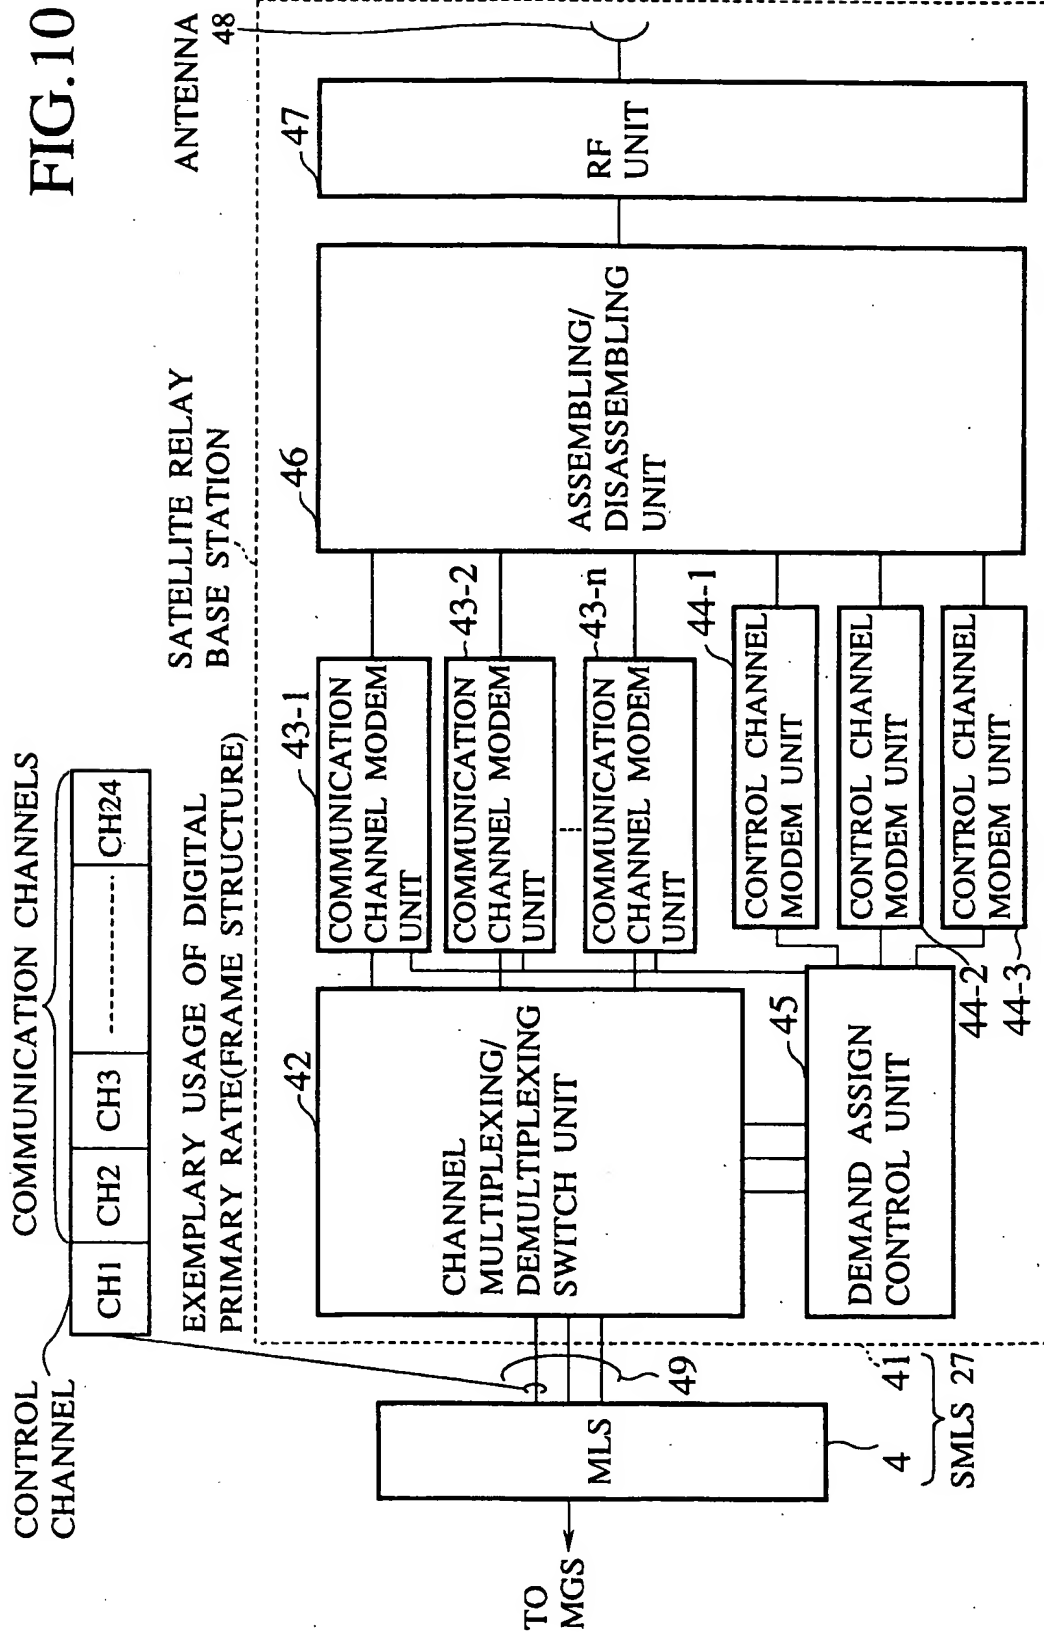 FIG.10
CONTROL
CHANNEL
COMMUNICATION CHANNELS
CH1
CH2
CH3
CH24
EXEMPLARY USAGE OF DIGITAL
PRIMARY RATE(FRAME STRUCTURE)
SATELLITE RELAY
BASE STATION
ANTENNA
48
TO
MGS
MLS
4
49
41
SMLS 27
42
CHANNEL
MULTIPLEXING/
DEMULTIPLEXING
SWITCH UNIT
45
DEMAND ASSIGN
CONTROL UNIT
43-1
COMMUNICATION
CHANNEL MODEM
UNIT
43-2
COMMUNICATION
CHANNEL MODEM
UNIT
43-n
COMMUNICATION
CHANNEL MODEM
UNIT
44-1
CONTROL CHANNEL
MODEM UNIT
CONTROL CHANNEL
MODEM UNIT
44-2
CONTROL CHANNEL
MODEM UNIT
44-3
46
ASSEMBLING/
DISASSEMBLING
UNIT
47
RF
UNIT